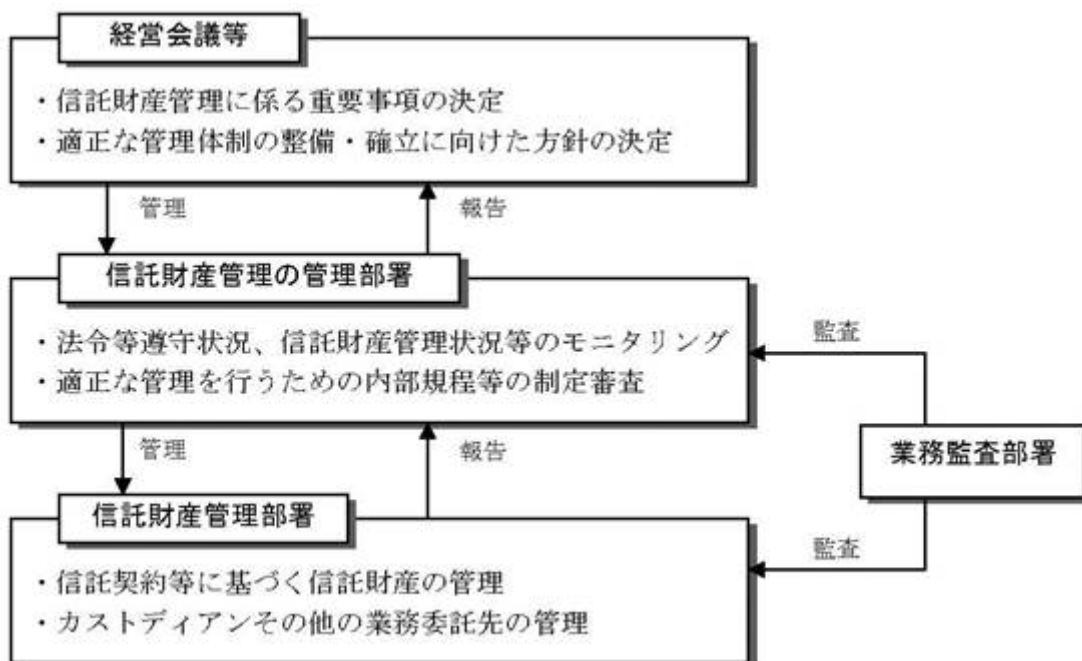 経営会議等
・信託財産管理に係る重要事項の決定
・適正な管理体制の整備・確立に向けた方針の決定
管理
報告
信託財産管理の管理部署
・法令等遵守状況、信託財産管理状況等のモニタリング
・適正な管理を行うための内部規程等の制定審査
監査
管理
報告
業務監査部署
信託財産管理部署
・信託契約等に基づく信託財産の管理
・カストディアンその他の業務委託先の管理
監査